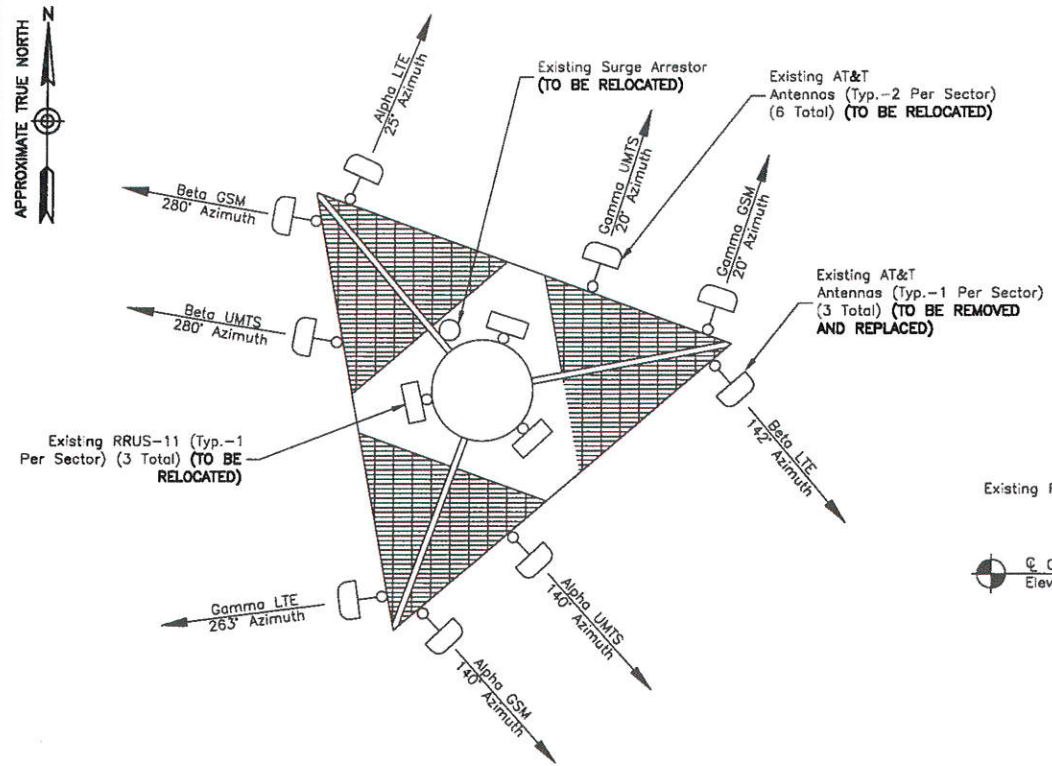 N
APPROXIMATE TRUE NORTH
Alpha LTE
25° Azimuth
Existing Surge Arrestor
(TO BE RELOCATED)
Existing AT&T
Antennas (Typ.-2 Per Sector)
(6 Total) (TO BE RELOCATED)
Beta GSM
280° Azimuth
Gamma UMTS
20° Azimuth
Gamma GSM
20° Azimuth
Existing AT&T
Antennas (Typ.-1 Per Sector)
(3 Total) (TO BE REMOVED
AND REPLACED)
Beta UMTS
280° Azimuth
Existing RRUS-11 (Typ.-1
Per Sector) (3 Total) (TO BE
RELOCATED)
Beta LTE
142° Azimuth
Existing
Gamma LTE
263° Azimuth
Alpha UMTS
140° Azimuth
Alpha GSM
140° Azimuth
Elev